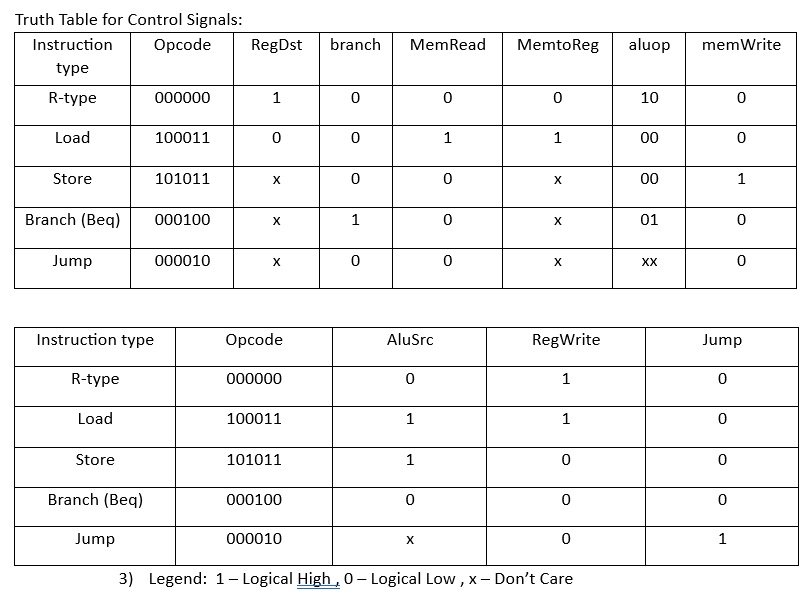 Truth Table for Control Signals:
Instruction type Opcode RegDst branch MemRead MemtoReg aluop memWrite
R-type 000000 1 0 0 0 10 0
Load 100011 0 0 1 1 00 0
Store 101011 x 0 0 x 00 1
Branch (Beq) 000100 x 1 0 x 01 0
Jump 000010 x 0 0 x xx 0
Instruction type Opcode AluSrc RegWrite Jump
R-type 000000 0 1 0
Load 100011 1 1 0
Store 101011 1 0 0
Branch (Beq) 000100 0 0 0
Jump 000010 x 0 1
3) Legend: 1 – Logical High , 0 – Logical Low , x – Don’t Care